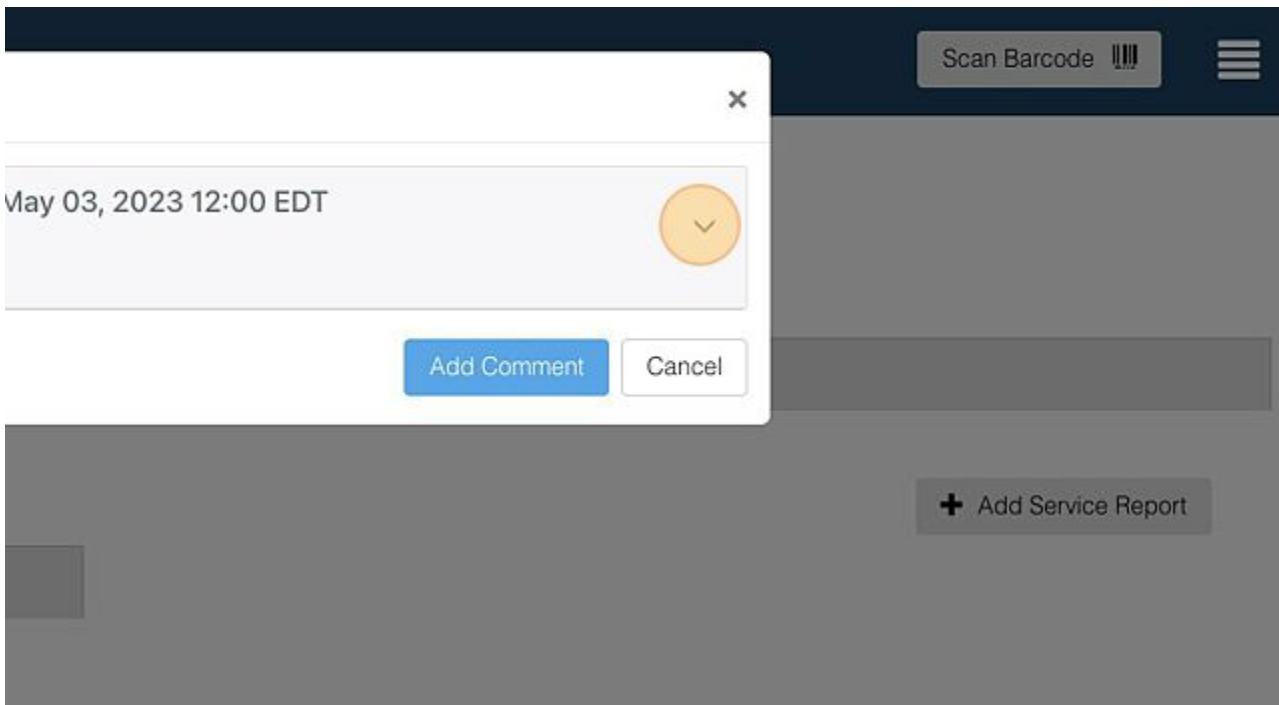 Scan Barcode
×
May 03, 2023 12:00 EDT
Add Comment
Cancel
Add Service Report